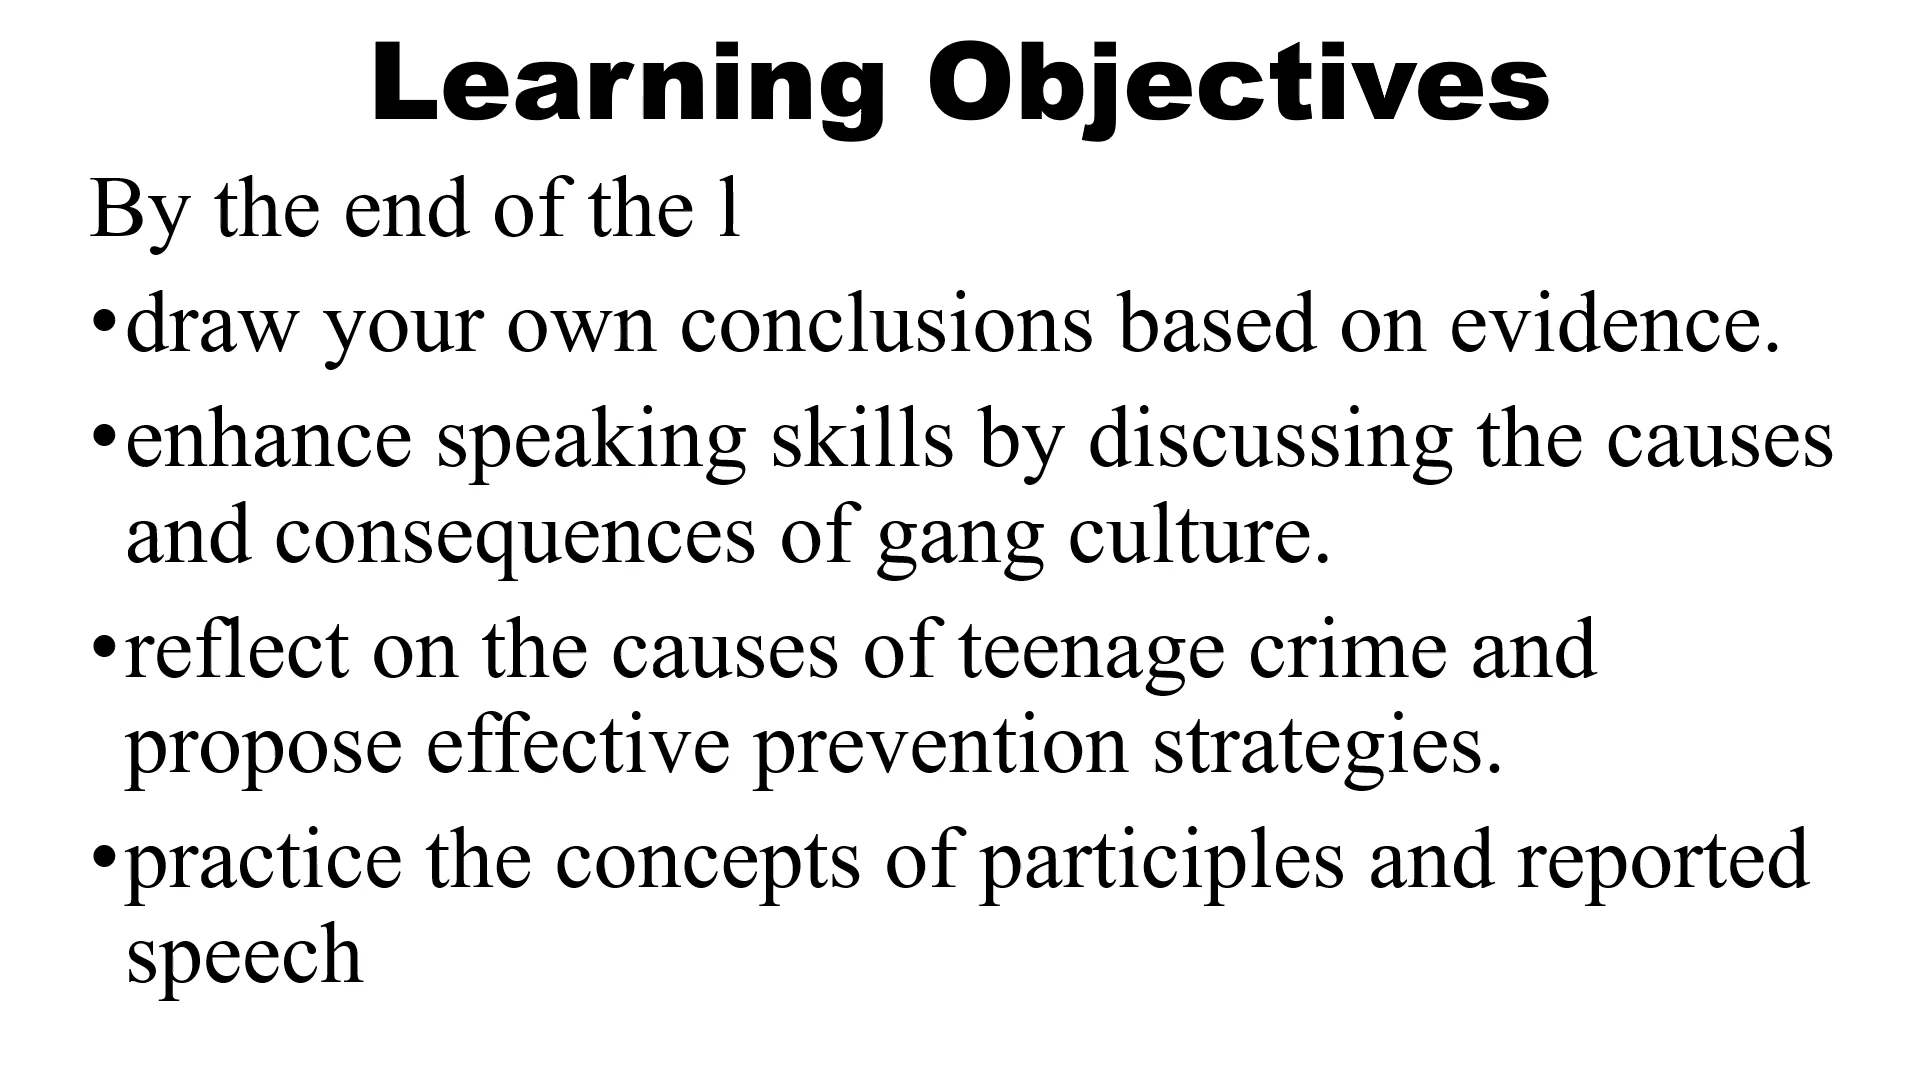 Learning Objectives
By the end of the l
•draw your own conclusions based on evidence.
•enhance speaking skills by discussing the causes
and consequences of gang culture.
•reflect on the causes of teenage crime and
propose effective prevention strategies.
•practice the concepts of participles and reported
speech